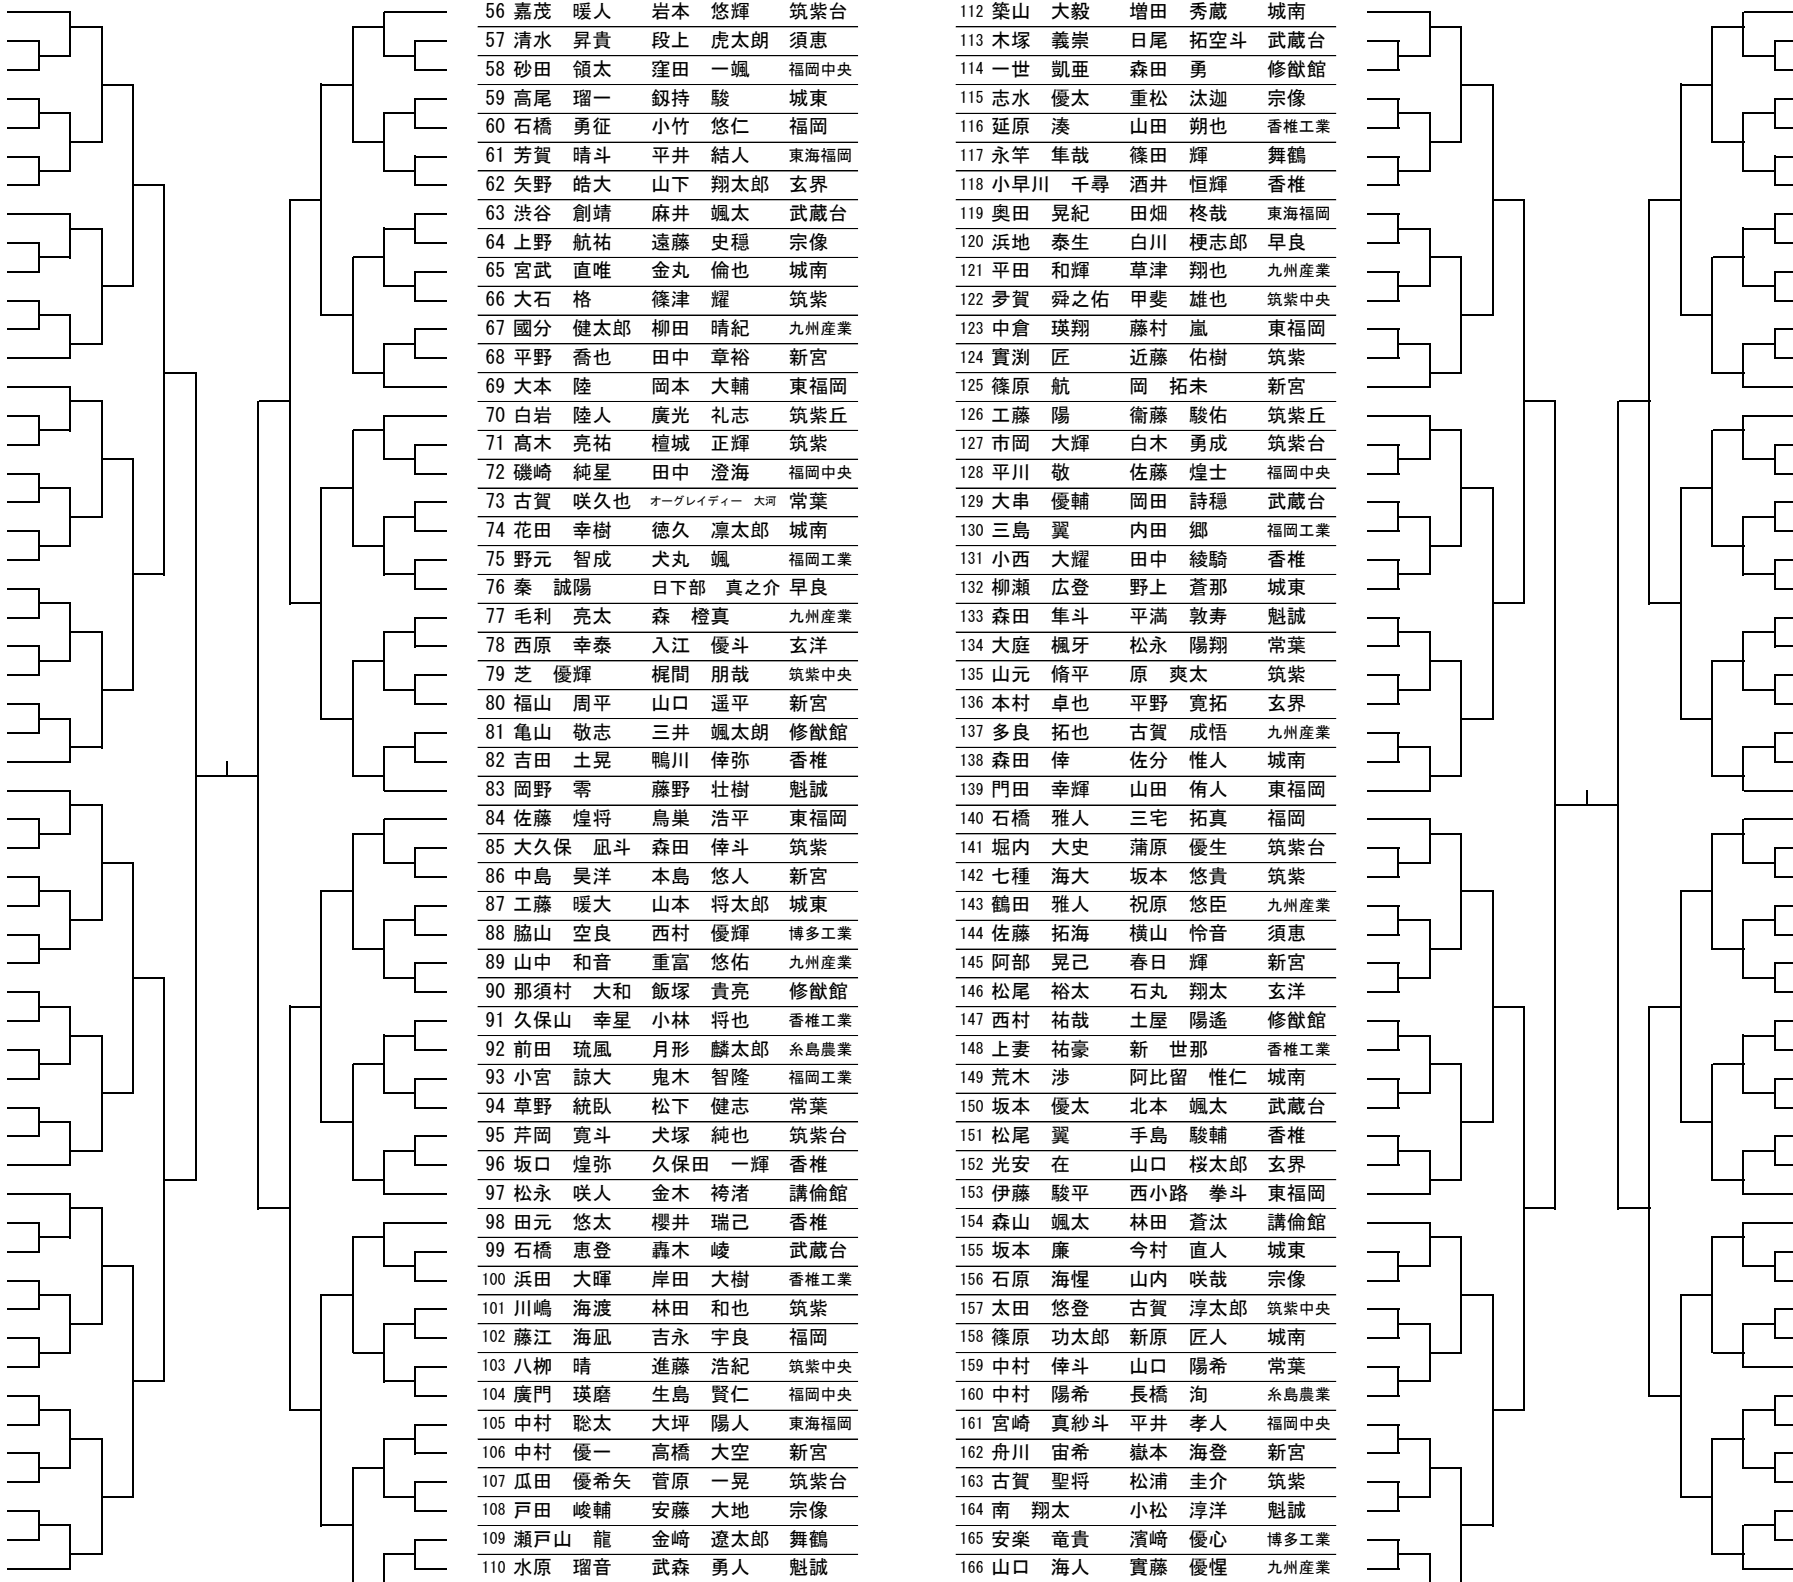 56 嘉茂　暖人　岩本　悠輝　筑紫台
57 清水　昇貴　段上　虎太朗　須恵
58 砂田　領太　窪田　一颯　福岡中央
59 高尾　瑠一　釼持　駿　城東
60 石橋　勇征　小竹　悠仁　福岡
61 芳賀　晴斗　平井　結人　東海福岡
62 矢野　皓大　山下　翔太郎　玄界
63 渋谷　創靖　麻井　颯太　武蔵台
64 上野　航祐　遠藤　史穏　宗像
65 宮武　直唯　金丸　倫也　城南
66 大石　格　篠津　耀　筑紫
67 國分　健太郎　柳田　晴紀　九州産業
68 平野　喬也　田中　章裕　新宮
69 大本　陸　岡本　大輔　東福岡
70 白岩　陸人　廣光　礼志　筑紫丘
71 髙木　亮祐　檀城　正輝　筑紫
72 磯崎　純星　田中　澄海　福岡中央
73 古賀　咲久也　オーグレイディー　大河　常葉
74 花田　幸樹　徳久　凛太郎　城南
75 野元　智成　犬丸　颯　福岡工業
76 秦　誠陽　日下部　真之介　早良
77 毛利　亮太　森　橙真　九州産業
78 西原　幸泰　入江　優斗　玄洋
79 芝　優輝　梶間　朋哉　筑紫中央
80 福山　周平　山口　遥平　新宮
81 亀山　敬志　三井　颯太朗　修猷館
82 吉田　土晃　鴨川　倖弥　香椎
83 岡野　零　藤野　壮樹　魁誠
84 佐藤　煌将　鳥巣　浩平　東福岡
85 大久保　凪斗　森田　倖斗　筑紫
86 中島　昊洋　本島　悠人　新宮
87 工藤　暖大　山本　将太郎　城東
88 脇山　空良　西村　優輝　博多工業
89 山中　和音　重富　悠佑　九州産業
90 那須村　大和　飯塚　貴亮　修猷館
91 久保山　幸星　小林　将也　香椎工業
92 前田　琉風　月形　麟太郎　糸島農業
93 小宮　諒大　鬼木　智隆　福岡工業
94 草野　統臥　松下　健志　常葉
95 芹岡　寛斗　犬塚　純也　筑紫台
96 坂口　煌弥　久保田　一輝　香椎
97 松永　咲人　金木　袴渚　講倫館
98 田元　悠太　櫻井　瑞己　香椎
99 石橋　恵登　轟木　崚　武蔵台
100 浜田　大暉　岸田　大樹　香椎工業
101 川嶋　海渡　林田　和也　筑紫
102 藤江　海凪　吉永　宇良　福岡
103 八栁　晴　進藤　浩紀　筑紫中央
104 廣門　瑛磨　生島　賢仁　福岡中央
105 中村　聡太　大坪　陽人　東海福岡
106 中村　優一　高橋　大空　新宮
107 瓜田　優希矢　菅原　一晃　筑紫台
108 戸田　峻輔　安藤　大地　宗像
109 瀬戸山　龍　金﨑　遼太郎　舞鶴
110 水原　瑠音　武森　勇人　魁誠
112 築山　大毅　増田　秀蔵　城南
113 木塚　義崇　日尾　拓空斗　武蔵台
114 一世　凱亜　森田　勇　修猷館
115 志水　優太　重松　汰迦　宗像
116 延原　湊　山田　朔也　香椎工業
117 永竿　隼哉　篠田　輝　舞鶴
118 小早川　千尋　酒井　恒輝　香椎
119 奥田　晃紀　田畑　柊哉　東海福岡
120 浜地　泰生　白川　梗志郎　早良
121 平田　和輝　草津　翔也　九州産業
122 夛賀　舜之佑　甲斐　雄也　筑紫中央
123 中倉　瑛翔　藤村　嵐　東福岡
124 實渕　匠　近藤　佑樹　筑紫
125 篠原　航　岡　拓未　新宮
126 工藤　陽　衞藤　駿佑　筑紫丘
127 市岡　大輝　白木　勇成　筑紫台
128 平川　敬　佐藤　煌士　福岡中央
129 大串　優輔　岡田　詩穏　武蔵台
130 三島　翼　内田　郷　福岡工業
131 小西　大耀　田中　綾騎　香椎
132 柳瀬　広登　野上　蒼那　城東
133 森田　隼斗　平満　敦寿　魁誠
134 大庭　楓牙　松永　陽翔　常葉
135 山元　脩平　原　爽太　筑紫
136 本村　卓也　平野　寛拓　玄界
137 多良　拓也　古賀　成悟　九州産業
138 森田　倖　佐分　惟人　城南
139 門田　幸輝　山田　侑人　東福岡
140 石橋　雅人　三宅　拓真　福岡
141 堀内　大史　蒲原　優生　筑紫台
142 七種　海大　坂本　悠貴　筑紫
143 鶴田　雅人　祝原　悠臣　九州産業
144 佐藤　拓海　横山　怜音　須恵
145 阿部　晃己　春日　輝　新宮
146 松尾　裕太　石丸　翔太　玄洋
147 西村　祐哉　土屋　陽遙　修猷館
148 上妻　祐豪　新　世那　香椎工業
149 荒木　渉　阿比留　惟仁　城南
150 坂本　優太　北本　颯太　武蔵台
151 松尾　翼　手島　駿輔　香椎
152 光安　在　山口　桜太郎　玄界
153 伊藤　駿平　西小路　拳斗　東福岡
154 森山　颯太　林田　蒼汰　講倫館
155 坂本　廉　今村　直人　城東
156 石原　海惺　山内　咲哉　宗像
157 太田　悠登　古賀　淳太郎　筑紫中央
158 篠原　功太郎　新原　匠人　城南
159 中村　倖斗　山口　陽希　常葉
160 中村　陽希　長橋　洵　糸島農業
161 宮崎　真紗斗　平井　孝人　福岡中央
162 舟川　宙希　嶽本　海登　新宮
163 古賀　聖将　松浦　圭介　筑紫
164 南　翔太　小松　淳洋　魁誠
165 安楽　竜貴　濱﨑　優心　博多工業
166 山口　海人　實藤　優惺　九州産業